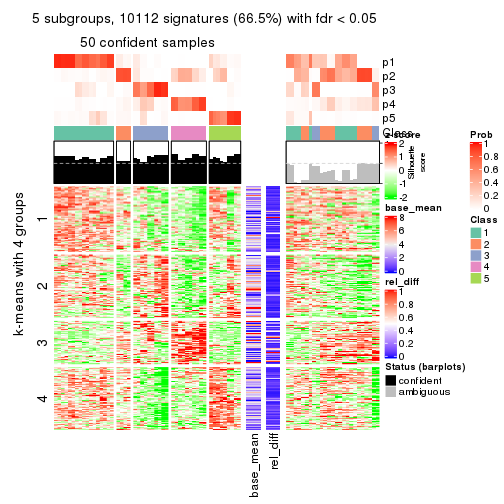 5 subgroups, 10112 signatures (66.5%) with fdr < 0.05
50 confident samples
p1
p2
p3
p4
p5
Class
z-score
2
1
0
-1
-2
Silhouette
score
base_mean
8
6
4
2
0
rel_diff
1
0.8
0.6
0.4
0.2
0
Status (barplots)
confident
ambiguous
Prob
1
0.8
0.6
0.4
0.2
0
Class
1
2
3
4
5
k-means with 4 groups
1
2
3
4
base_mean
rel_diff